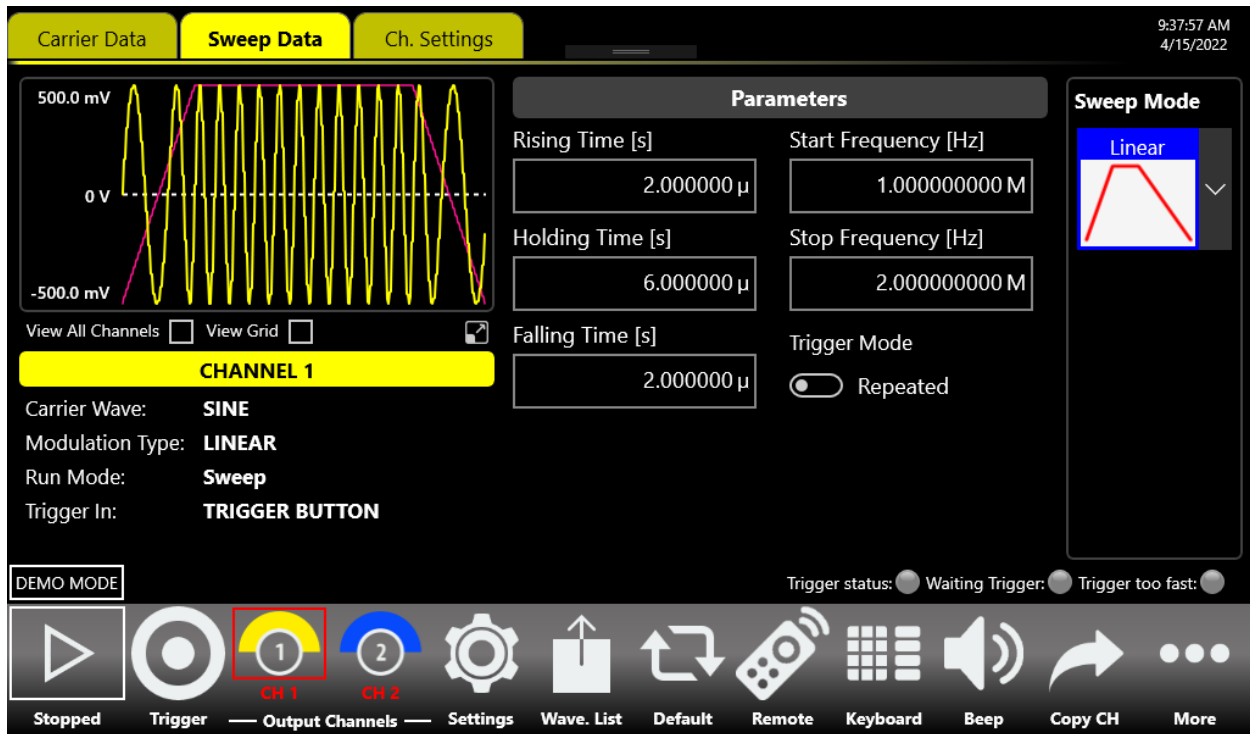 Carrier Data
Sweep Data
Ch. Settings
9:37:57 AM
4/15/2022
500.0 mV
0 V
-500.0 mV
View All Channels
View Grid
CHANNEL 1
Carrier Wave: SINE
Modulation Type: LINEAR
Run Mode: Sweep
Trigger In: TRIGGER BUTTON
Parameters
Rising Time [s]
2.000000 µ
Start Frequency [Hz]
1.000000000 M
Holding Time [s]
6.000000 µ
Stop Frequency [Hz]
2.000000000 M
Falling Time [s]
2.000000 µ
Trigger Mode
Repeated
Sweep Mode
Linear
DEMO MODE
Trigger status:
Waiting Trigger:
Trigger too fast:
1
2
CH 1
CH 2
Stopped
Trigger
Output Channels
Settings
Wave. List
Default
Remote
Keyboard
Beep
Copy CH
More